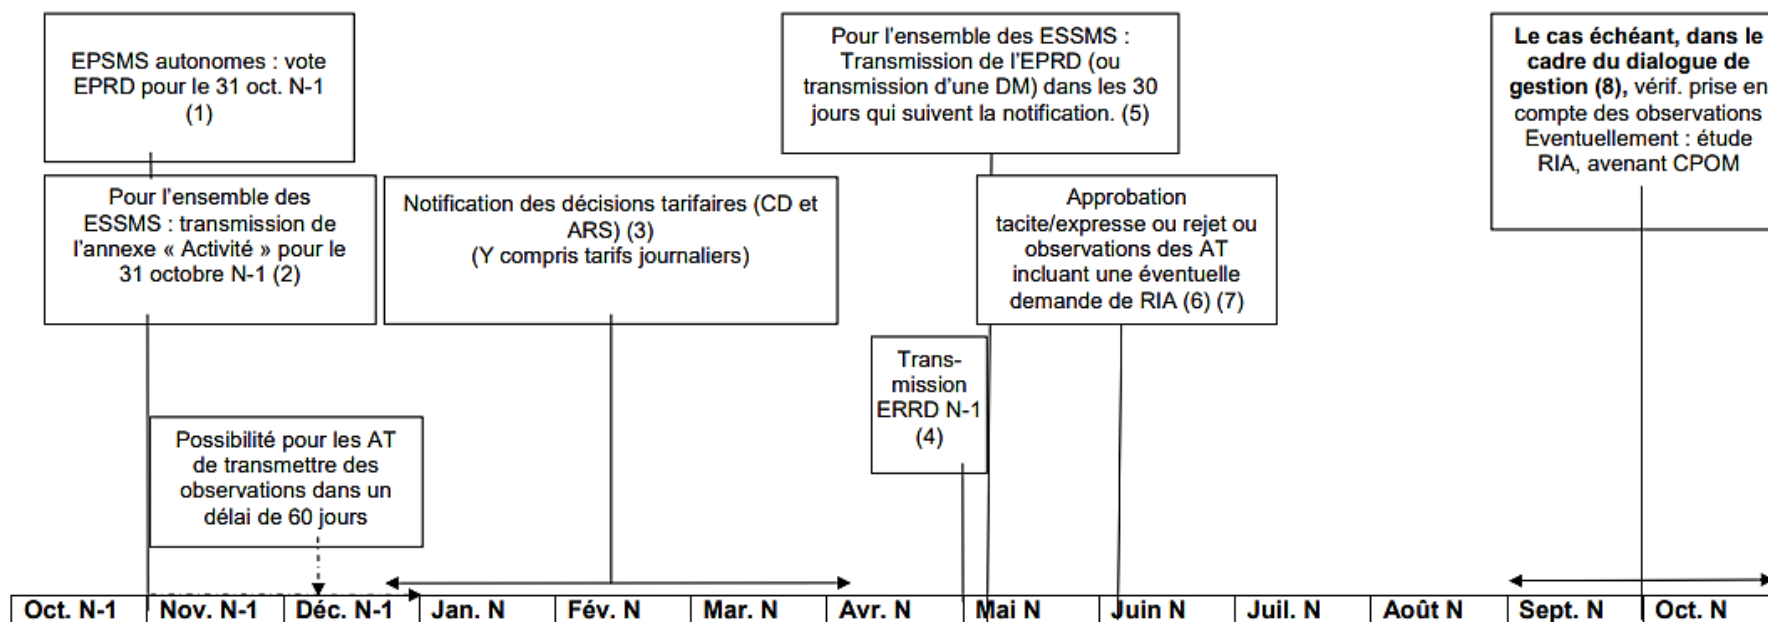 EPSMS autonomes : vote
EPRD pour le 31 oct. N-1
(1)
Pour l'ensemble des
ESSMS : transmission de
l'annexe « Activité » pour le
31 octobre N-1 (2)
Possibilité pour les AT
de transmettre des
observations dans un
délai de 60 jours
Notification des décisions tarifaires (CD et
ARS) (3)
(Y compris tarifs journaliers)
Pour l'ensemble des ESSMS :
Transmission de l'EPRD (ou
transmission d'une DM) dans les 30
jours qui suivent la notification. (5)
Trans-
mission
ERRD N-1
(4)
Approbation
tacite/expresse ou rejet ou
observations des AT
incluant une éventuelle
demande de RIA (6) (7)
Le cas échéant, dans le
cadre du dialogue de
gestion (8), vérif. prise en
compte des observations
Eventuellement : étude
RIA, avenant CPOM
Oct. N-1 Nov. N-1 Déc. N-1 Jan. N Fév. N Mar. N Avr. N Mai N Juin N Juil. N Août N Sept. N Oct. N